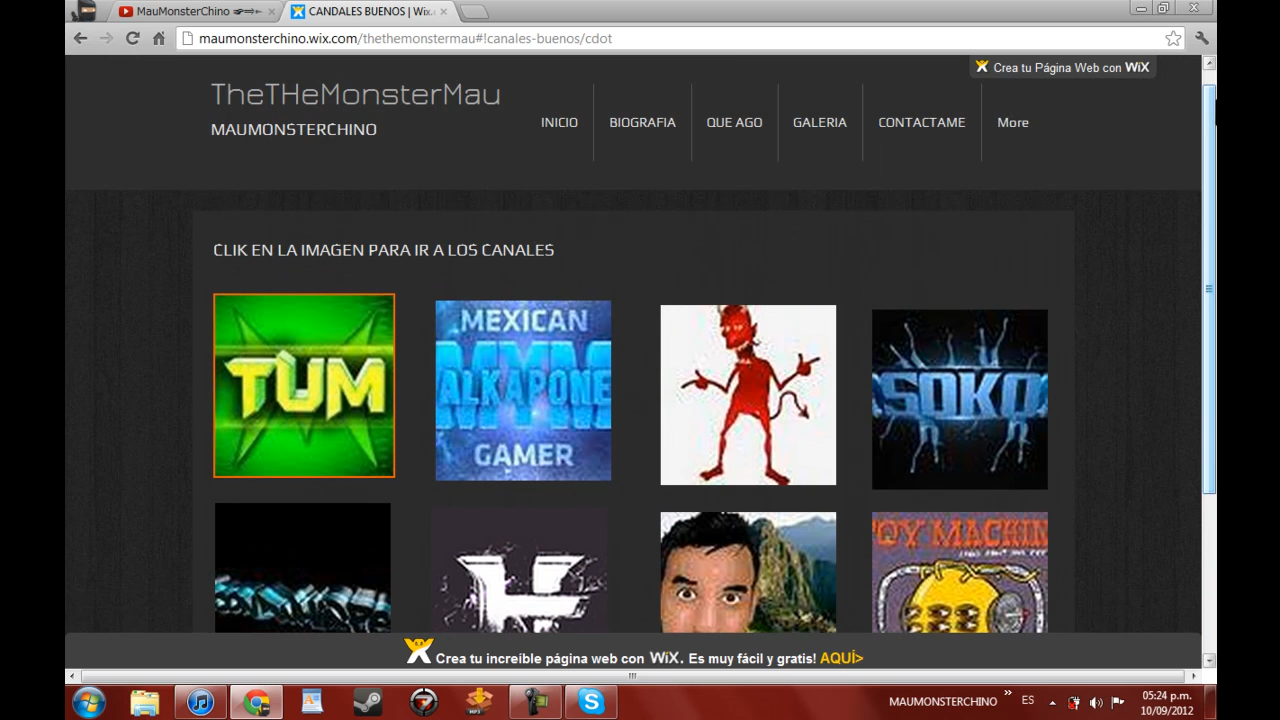 MauMonsterChino
CANDALES BUENOS | Wix.
maumonsterchino.wix.com/thethemonstermau#!canales-buenos/cdot
Crea tu Página Web con WiX
TheTHeMonsterMau
MAUMONSTERCHINO
INICIO
BIOGRAFIA
QUE AGO
GALERIA
CONTACTAME
More
CLIK EN LA IMAGEN PARA IR A LOS CANALES
TUM
MEXICAN
ALKAPONE
GAMER
SOKO
TOY MACHIN
Crea tu increíble página web con WiX. Es muy fácil y gratis! AQUÍ>
MP3
MAUMONSTERCHINO
»
ES
05:24 p.m.
10/09/2012